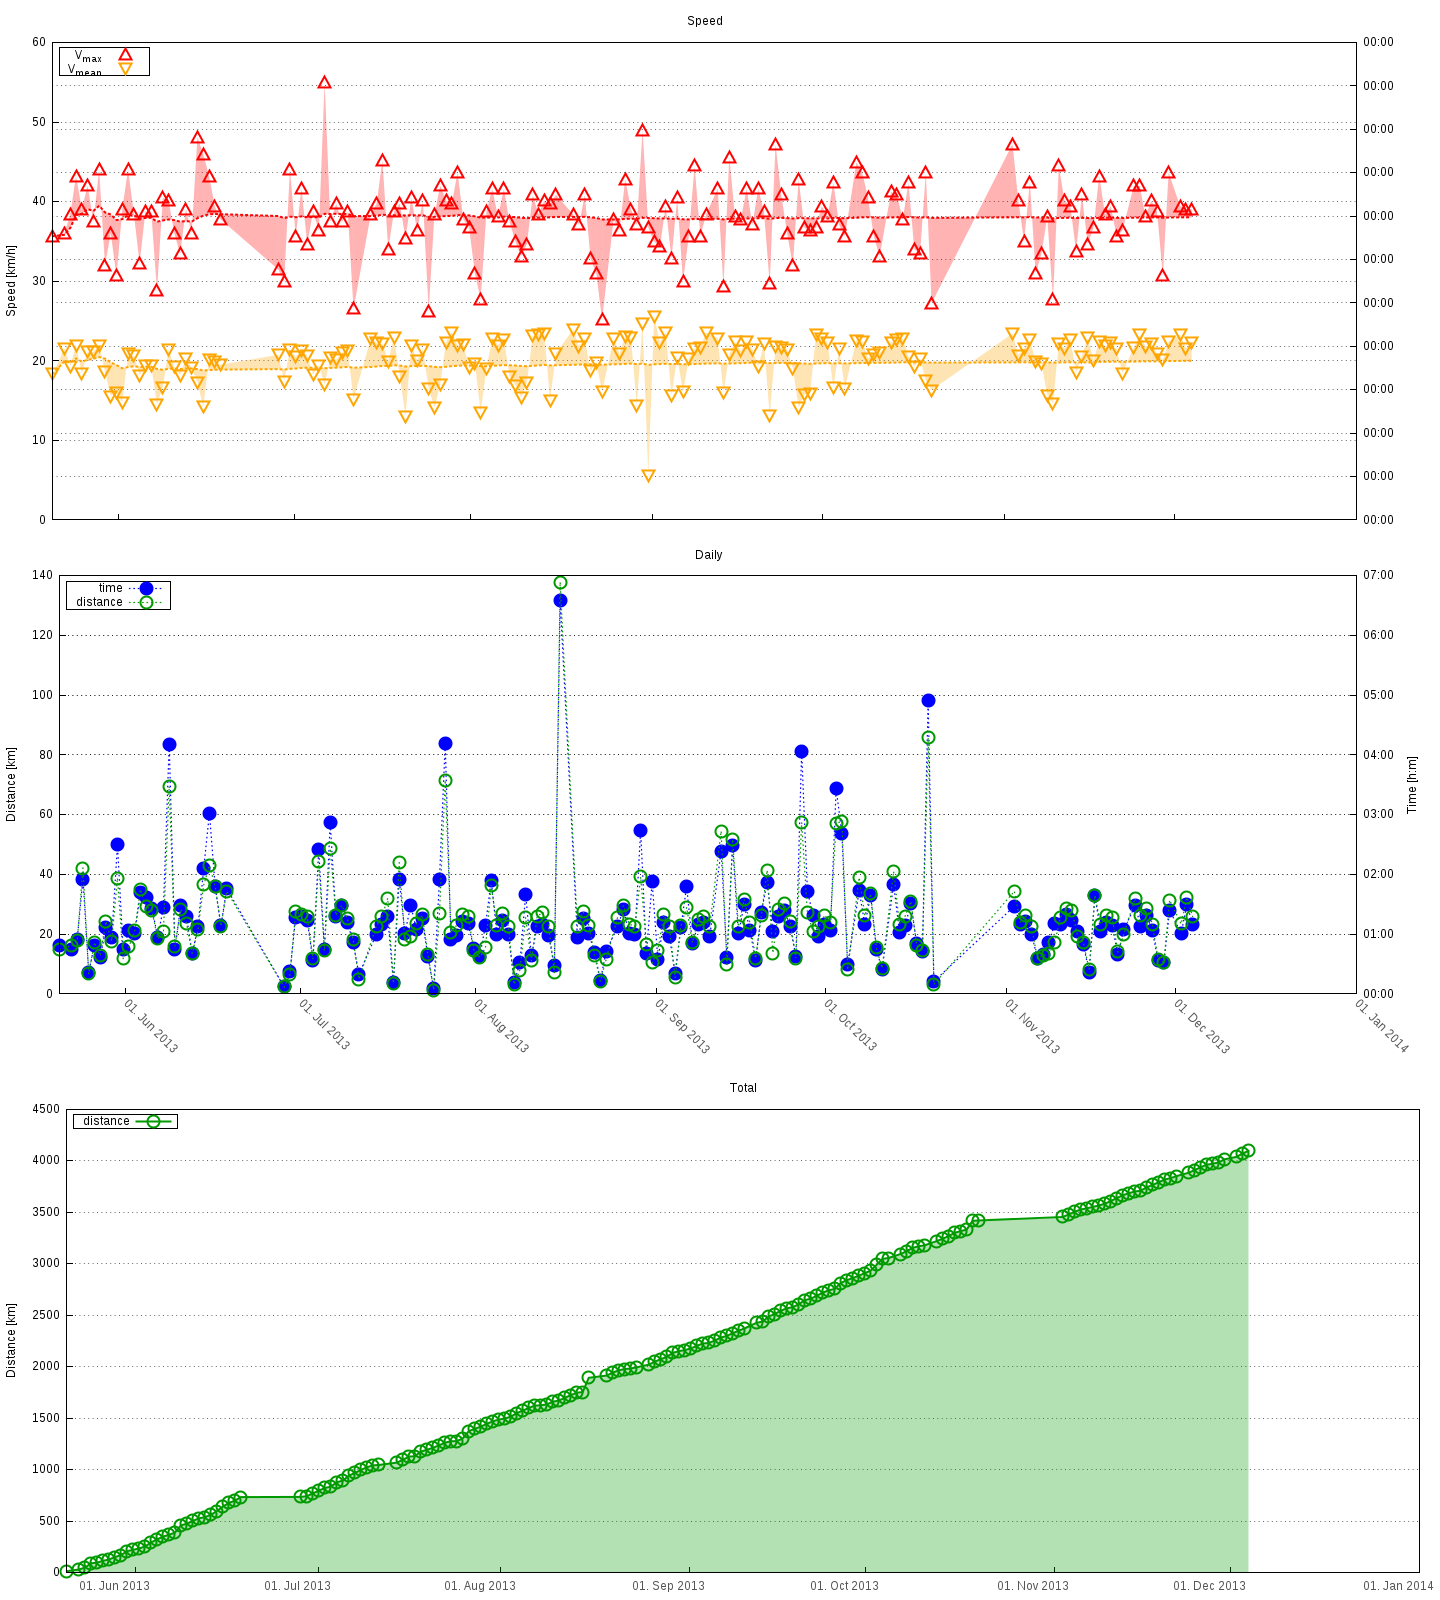 Speed
60
50
40
30
20
10
0
Speed [km/h]
Vmax
Vmean
00:00
00:00
00:00
00:00
00:00
00:00
00:00
00:00
00:00
00:00
00:00
00:00
Daily
140
120
100
80
60
40
20
0
Distance [km]
time
distance
07:00
06:00
05:00
04:00
03:00
02:00
01:00
00:00
Time [h:m]
01. Jun 2013
01. Jul 2013
01. Aug 2013
01. Sep 2013
01. Oct 2013
01. Nov 2013
01. Dec 2013
01. Jan 2014
Total
4500
4000
3500
3000
2500
2000
1500
1000
500
0
Distance [km]
distance
01. Jun 2013
01. Jul 2013
01. Aug 2013
01. Sep 2013
01. Oct 2013
01. Nov 2013
01. Dec 2013
01. Jan 2014